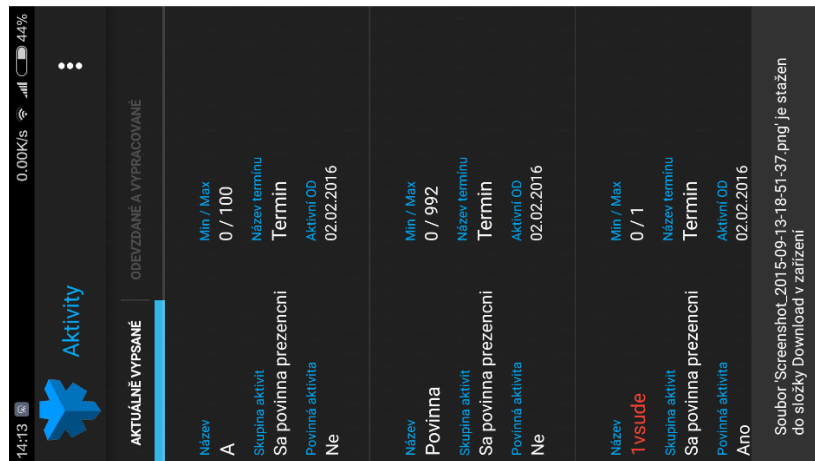 14:13 0.00K/s 44%
Aktivity
AKTUÁLNĚ VYPSANÉ ODEVZDANÉ A VYPRACOVANÉ
Název Min / Max
A 0 / 100
Skupina aktivit Název termínu
Sa povinna prezencni Termin
Povinná aktivita Aktivní OD
Ne 02.02.2016
Název Min / Max
Povinna 0 / 992
Skupina aktivit Název termínu
Sa povinna prezencni Termin
Povinná aktivita Aktivní OD
Ne 02.02.2016
Název Min / Max
1vsude 0 / 1
Skupina aktivit Název termínu
Sa povinna prezencni Termin
Povinná aktivita Aktivní OD
Ano 02.02.2016
Soubor 'Screenshot_2015-09-13-18-51-37.png' je stažen
do složky Download v zařízení